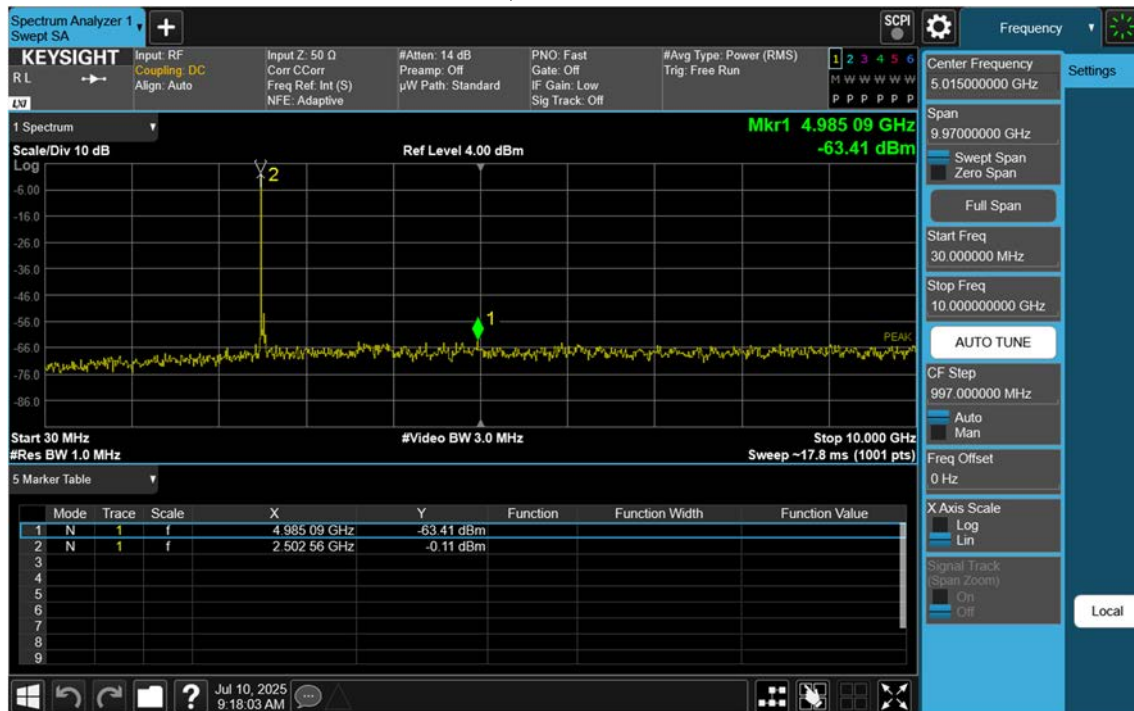 Spectrum Analyzer 1
Swept SA
+
SCPI
Frequency
KEYSIGHT
RL
LXI
Input: RF
Coupling: DC
Align: Auto
Input Z: 50 Ω
Corr CCorr
Freq Ref: Int (S)
NFE: Adaptive
#Atten: 14 dB
Preamp: Off
µW Path: Standard
PNO: Fast
Gate: Off
IF Gain: Low
Sig Track: Off
#Avg Type: Power (RMS)
Trig: Free Run
1 2 3 4 5 6
M W W W W W
P P P P P P
1 Spectrum
Scale/Div 10 dB
Ref Level 4.00 dBm
Mkr1 4.985 09 GHz
-63.41 dBm
Log
-6.00
-16.0
-26.0
-36.0
-46.0
-56.0
-66.0
-76.0
-86.0
2
1
PEAK
Start 30 MHz
#Video BW 3.0 MHz
Stop 10.000 GHz
#Res BW 1.0 MHz
Sweep ~17.8 ms (1001 pts)
5 Marker Table
Mode Trace Scale X Y Function Function Width Function Value
1 N 1 f 4.985 09 GHz -63.41 dBm
2 N 1 f 2.502 56 GHz -0.11 dBm
3
4
5
6
7
8
9
Center Frequency
5.015000000 GHz
Span
9.97000000 GHz
Swept Span
Zero Span
Full Span
Start Freq
30.000000 MHz
Stop Freq
10.000000000 GHz
AUTO TUNE
CF Step
997.000000 MHz
Auto
Man
Freq Offset
0 Hz
X Axis Scale
Log
Lin
Signal Track
(Span Zoom)
On
Off
Settings
Local
?
Jul 10, 2025
9:18:03 AM